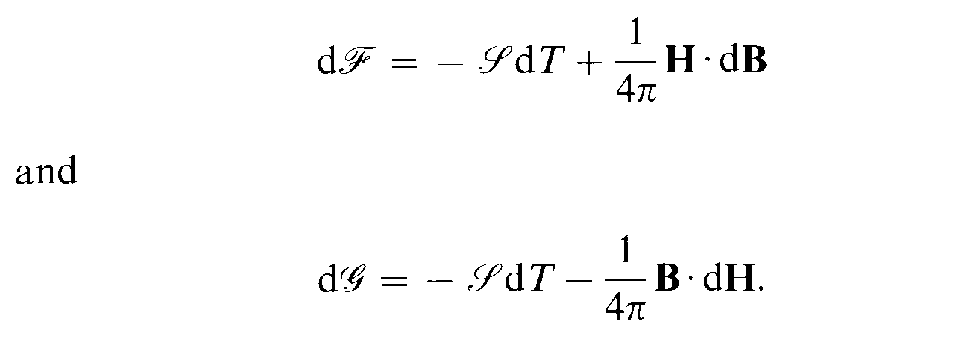 dℱ = − 𝒮dT + 1/4π 𝐇·d𝐁
and
d𝒢 = − 𝒮dT − 1/4π 𝐁·d𝐇.